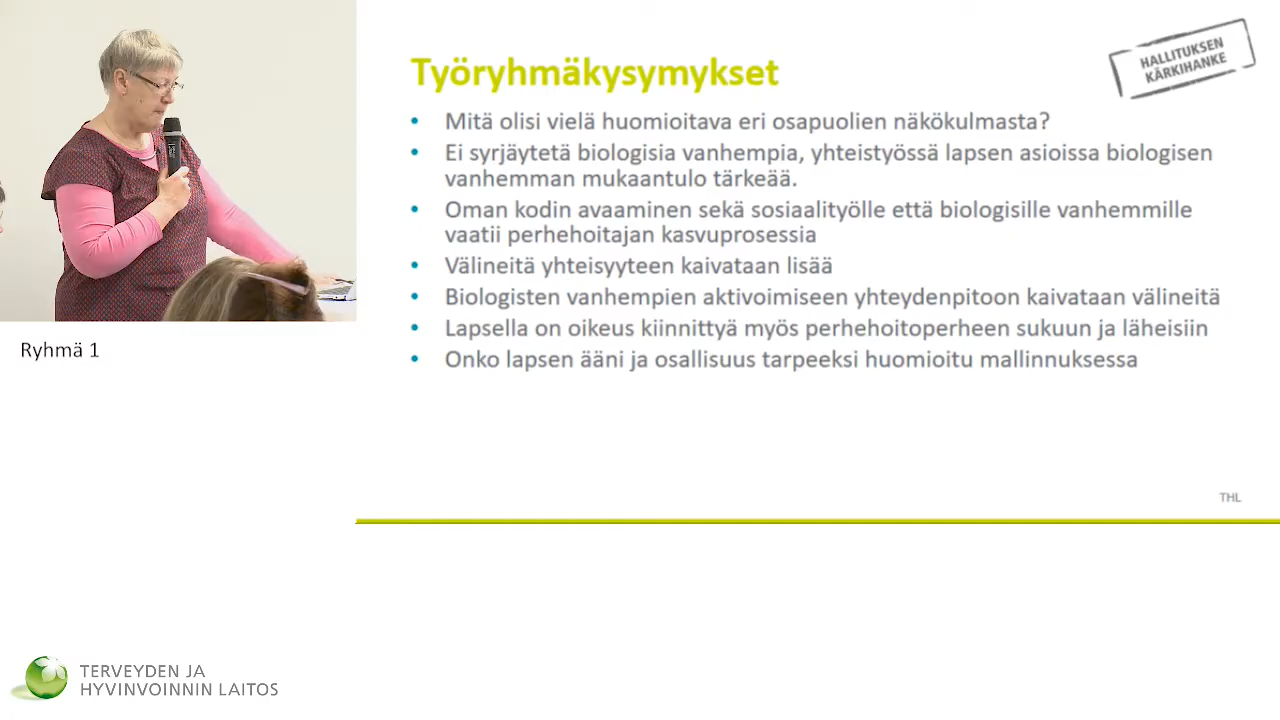 Työryhmäkysymykset
HALLITUKSEN
KÄRKIHANKE
Mitä olisi vielä huomioitava eri osapuolien näkökulmasta?
Ei syrjäytetä biologisia vanhempia, yhteistyössä lapsen asioissa biologisen
vanhemman mukaantulo tärkeää.
Oman kodin avaaminen sekä sosiaalityölle että biologisille vanhemmille
vaatii perhehoitajan kasvuprosessia
Välineitä yhteisyyteen kaivataan lisää
Biologisten vanhempien aktivoimiseen yhteydenpitoon kaivataan välineitä
Lapsella on oikeus kiinnittyä myös perhehoitoperheen sukuun ja läheisiin
Onko lapsen ääni ja osallisuus tarpeeksi huomioitu mallinnuksessa
Ryhmä 1
THL
TERVEYDEN JA
HYVINVOINNIN LAITOS